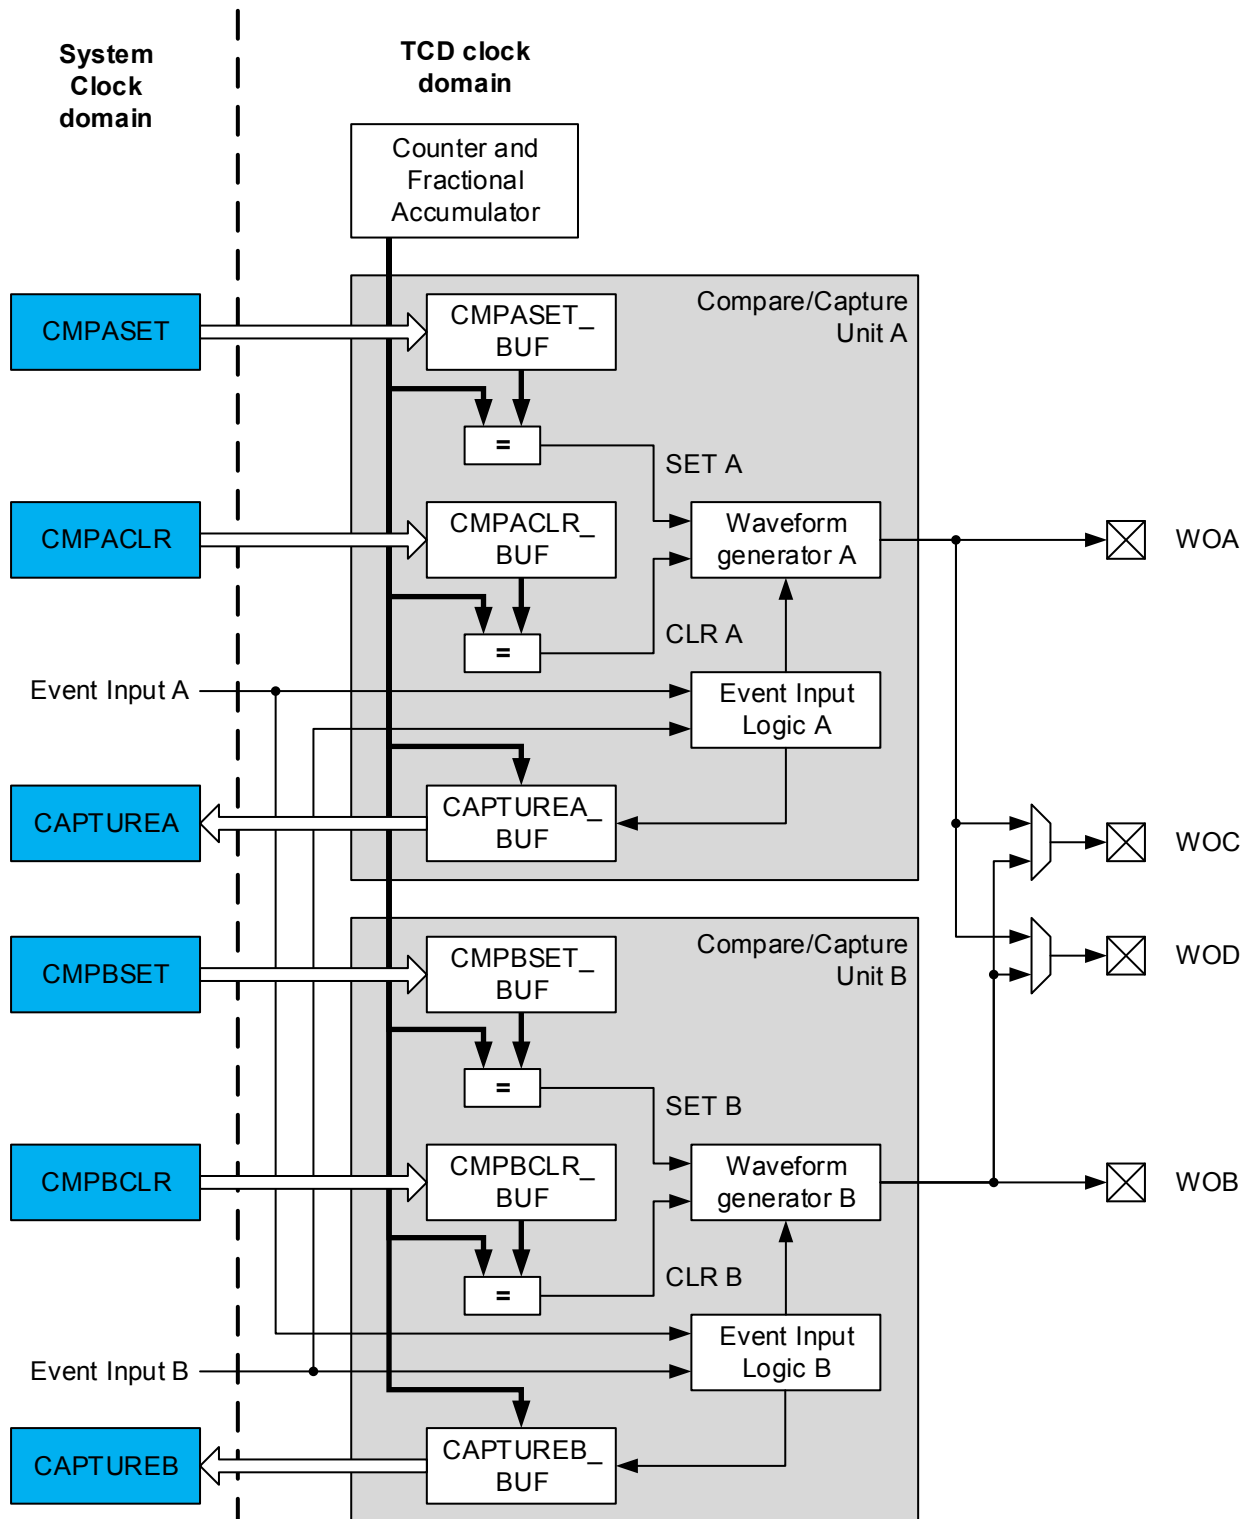 System
Clock
domain
TCD clock
domain
Counter and
Fractional
Accumulator
Compare/Capture
Unit A
CMPASET
CMPASET_
BUF
=
SET A
CMPACLR
CMPACLR_
BUF
Waveform
generator A
WOA
=
CLR A
Event Input A
Event Input
Logic A
CAPTUREA
CAPTUREA_
BUF
WOC
Compare/Capture
Unit B
CMPBSET
CMPBSET_
BUF
WOD
=
SET B
CMPBCLR
CMPBCLR_
BUF
Waveform
generator B
WOB
=
CLR B
Event Input B
Event Input
Logic B
CAPTUREB
CAPTUREB_
BUF